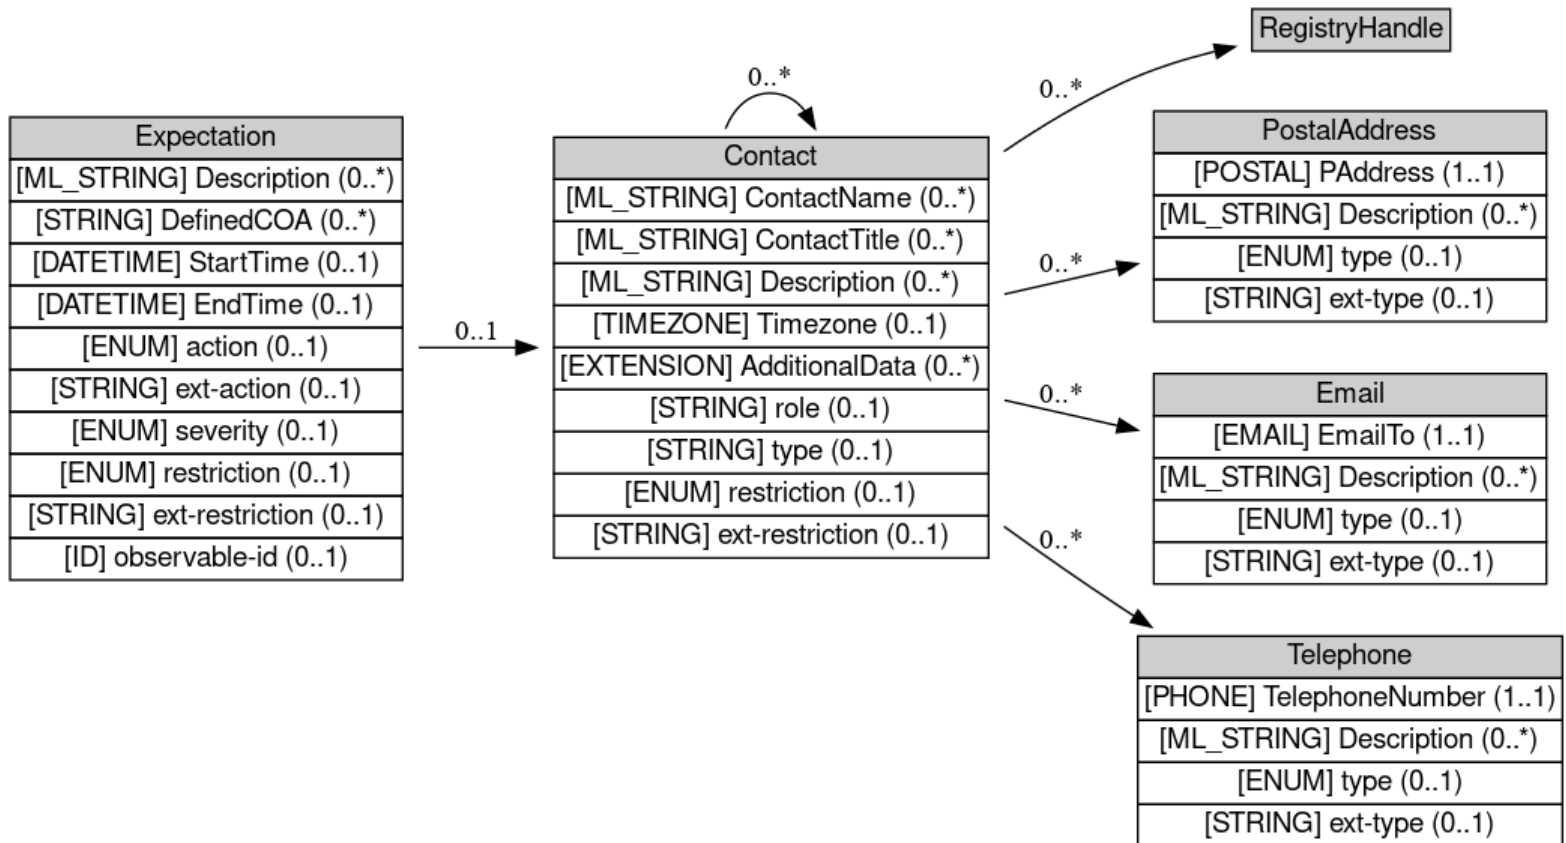 Expectation
[ML_STRING] Description (0..*)
[STRING] DefinedCOA (0..*)
[DATETIME] StartTime (0..1)
[DATETIME] EndTime (0..1)
[ENUM] action (0..1)
[STRING] ext-action (0..1)
[ENUM] severity (0..1)
[ENUM] restriction (0..1)
[STRING] ext-restriction (0..1)
[ID] observable-id (0..1)
0..1
0..*
Contact
[ML_STRING] ContactName (0..*)
[ML_STRING] ContactTitle (0..*)
[ML_STRING] Description (0..*)
[TIMEZONE] Timezone (0..1)
[EXTENSION] AdditionalData (0..*)
[STRING] role (0..1)
[STRING] type (0..1)
[ENUM] restriction (0..1)
[STRING] ext-restriction (0..1)
0..*
RegistryHandle
0..*
PostalAddress
[POSTAL] PAddress (1..1)
[ML_STRING] Description (0..*)
[ENUM] type (0..1)
[STRING] ext-type (0..1)
0..*
Email
[EMAIL] EmailTo (1..1)
[ML_STRING] Description (0..*)
[ENUM] type (0..1)
[STRING] ext-type (0..1)
0..*
Telephone
[PHONE] TelephoneNumber (1..1)
[ML_STRING] Description (0..*)
[ENUM] type (0..1)
[STRING] ext-type (0..1)